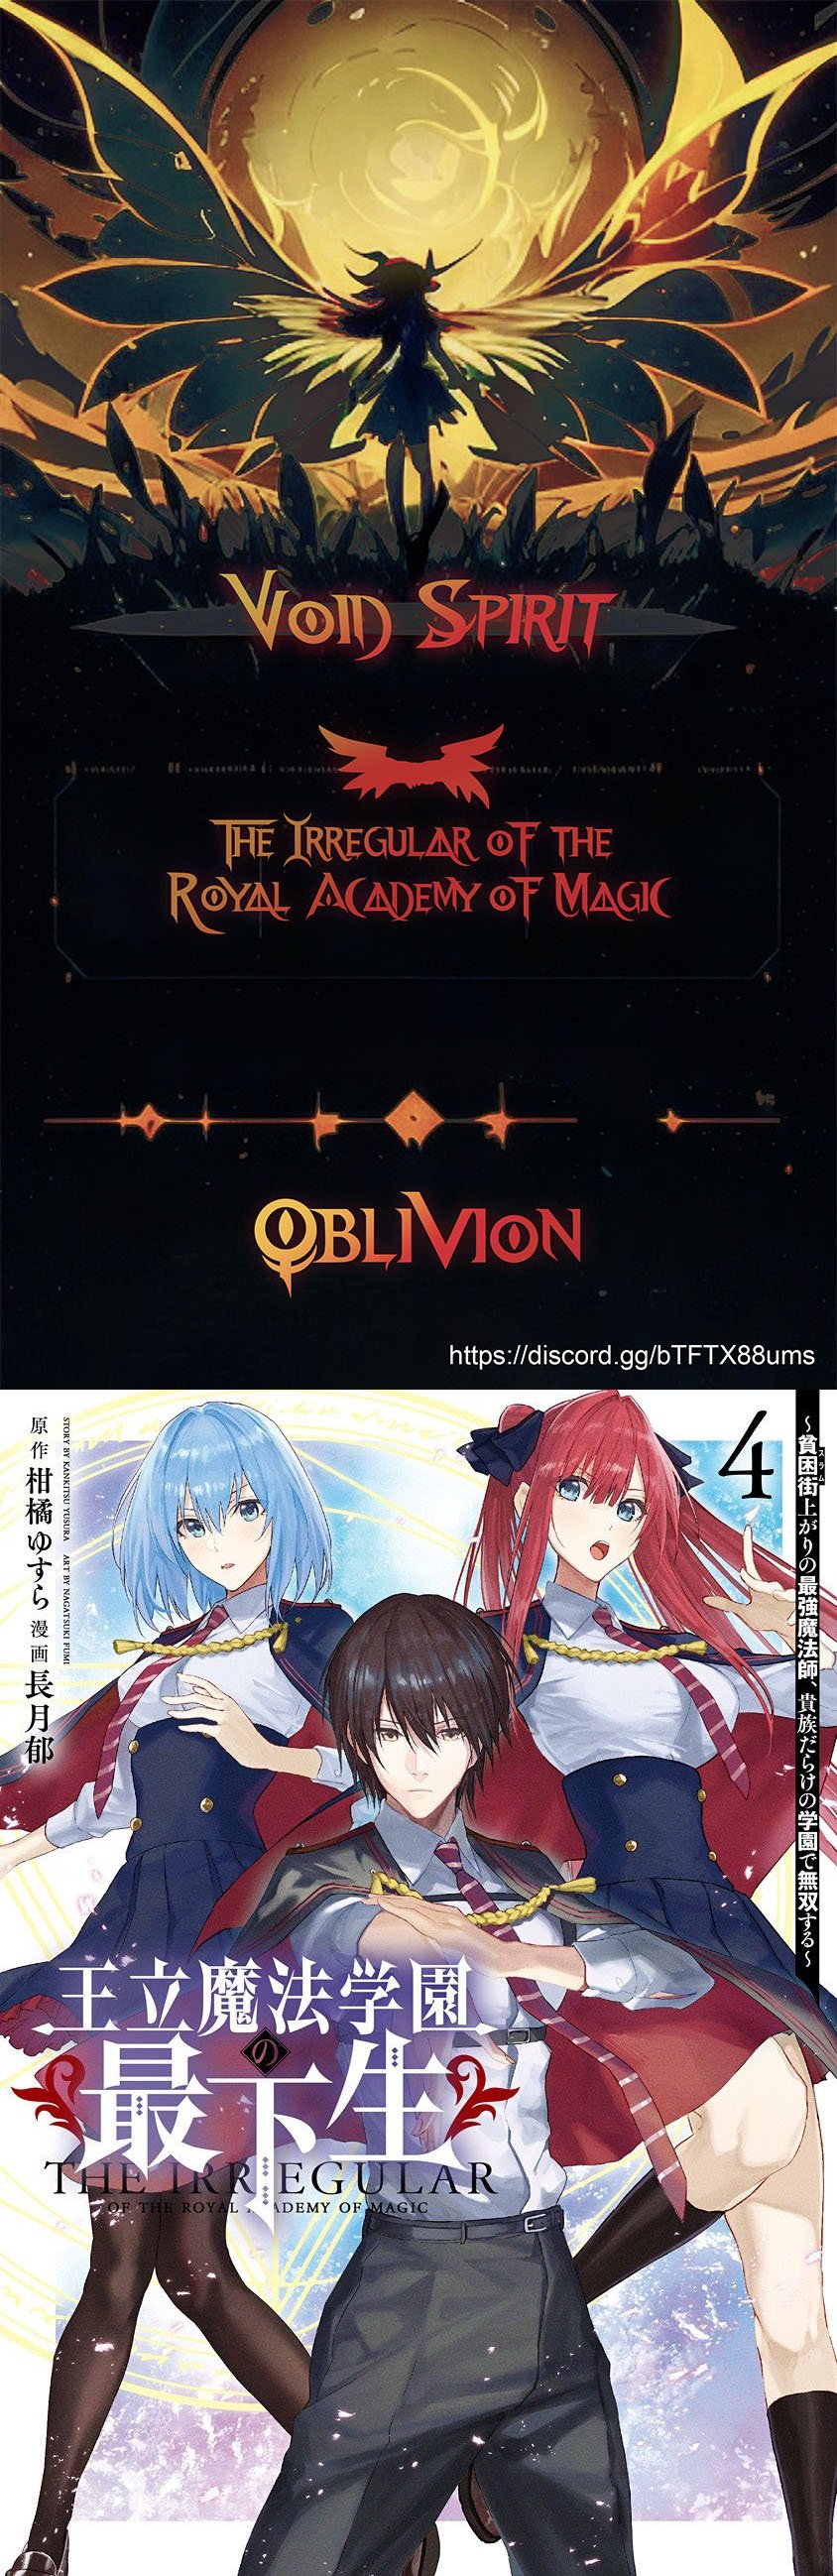 VOID SPIRIT
THE IRREGULAR OF THE
ROYAL ACADEMY OF MAGIC
OBLIVION
https://discord.gg/bTFTX88ums
4
～貧困街上がりの最強魔法師、貴族だらけの学園で無双する～
スラム
STORY BY KANKITSU YUSURA ART BY NAGATSUKI FUMI
原作 柑橘ゆすら 漫画 長月郁
王立魔法学園
の
最下生
THE IRREGULAR
OF THE ROYAL ACADEMY OF MAGIC